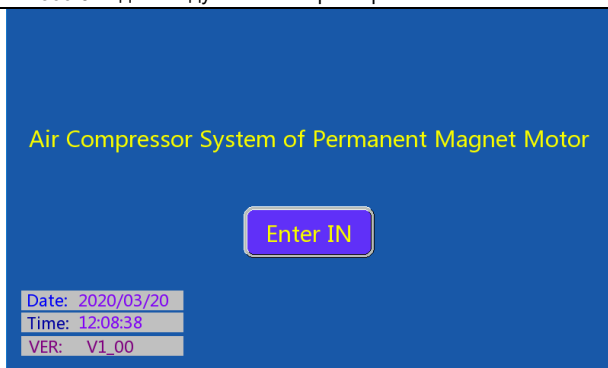 Air Compressor System of Permanent Magnet Motor
Enter IN
Date: 2020/03/20
Time: 12:08:38
VER: V1_00